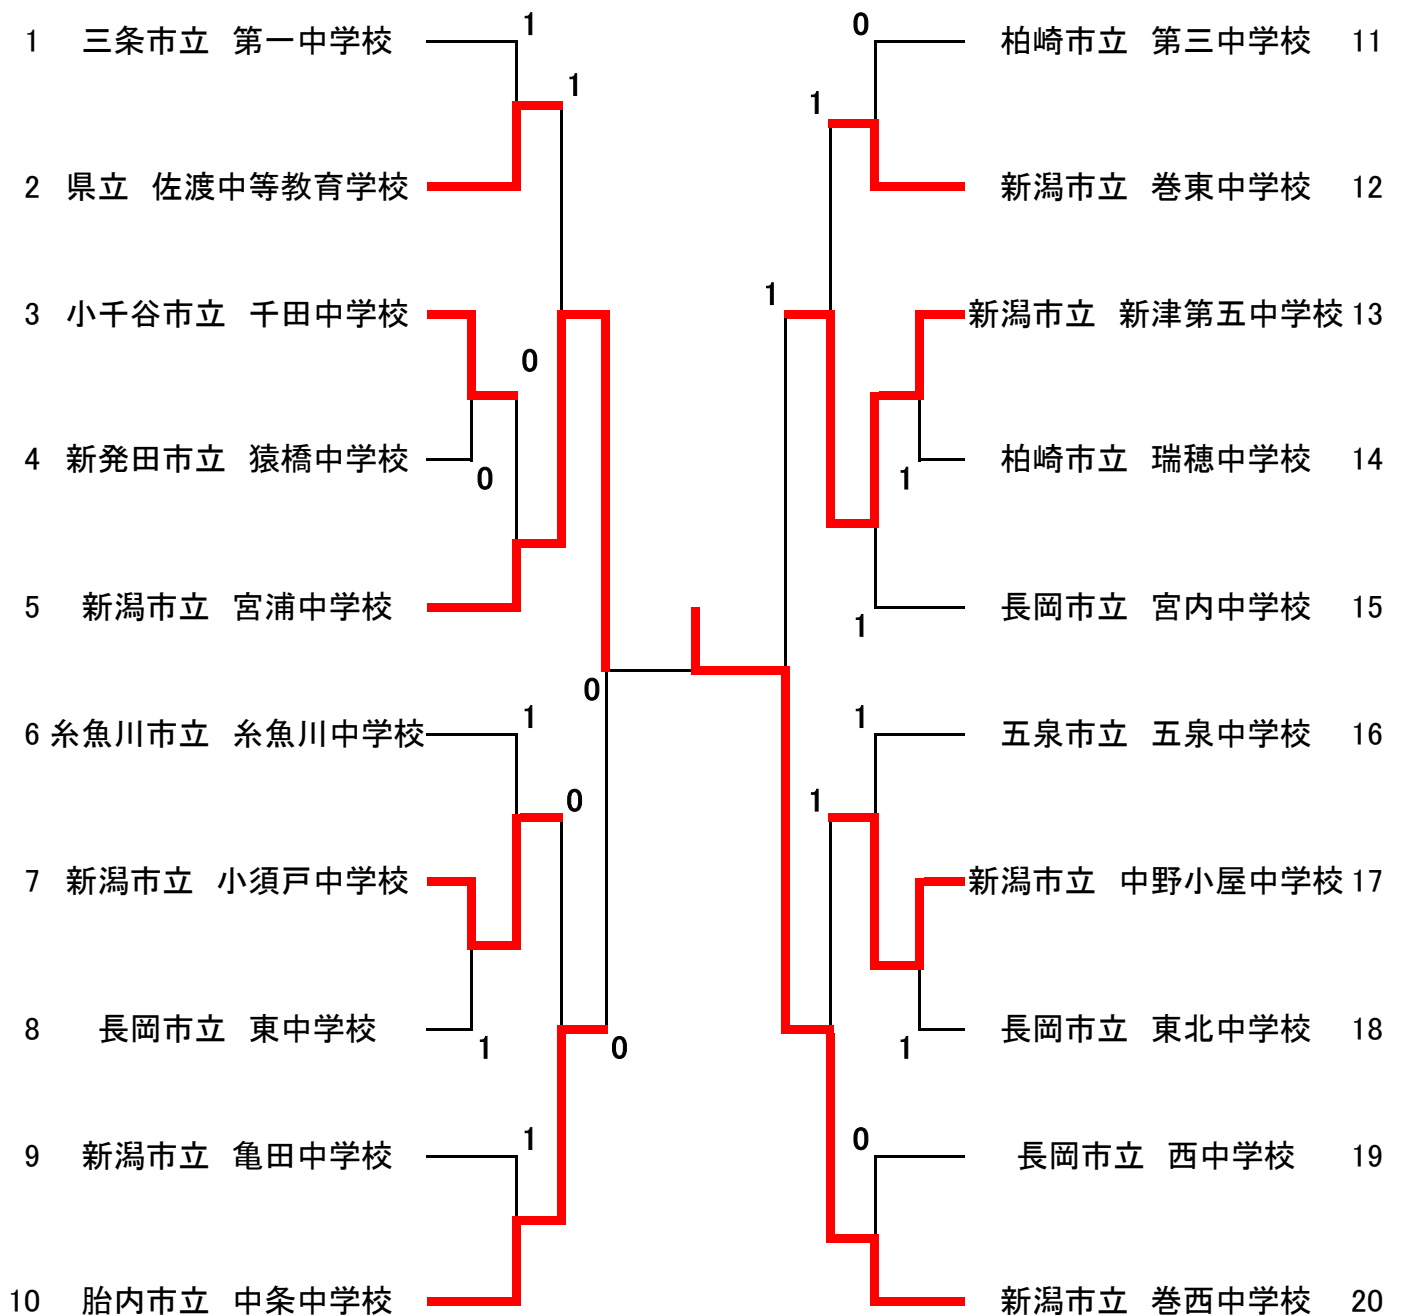 1 三条市立 第一中学校 1 0 柏崎市立 第三中学校 11
1 1
2 県立 佐渡中等教育学校 新潟市立 巻東中学校 12
1
3 小千谷市立 千田中学校 新潟市立 新津第五中学校 13
0
4 新発田市立 猿橋中学校 柏崎市立 瑞穂中学校 14
0 1
5 新潟市立 宮浦中学校 長岡市立 宮内中学校 15
1
0
1 1
6 糸魚川市立 糸魚川中学校 五泉市立 五泉中学校 16
0 1
7 新潟市立 小須戸中学校 新潟市立 中野小屋中学校 17
8 長岡市立 東中学校 長岡市立 東北中学校 18
1 0 1
1 0
9 新潟市立 亀田中学校 長岡市立 西中学校 19
10 胎内市立 中条中学校 新潟市立 巻西中学校 20